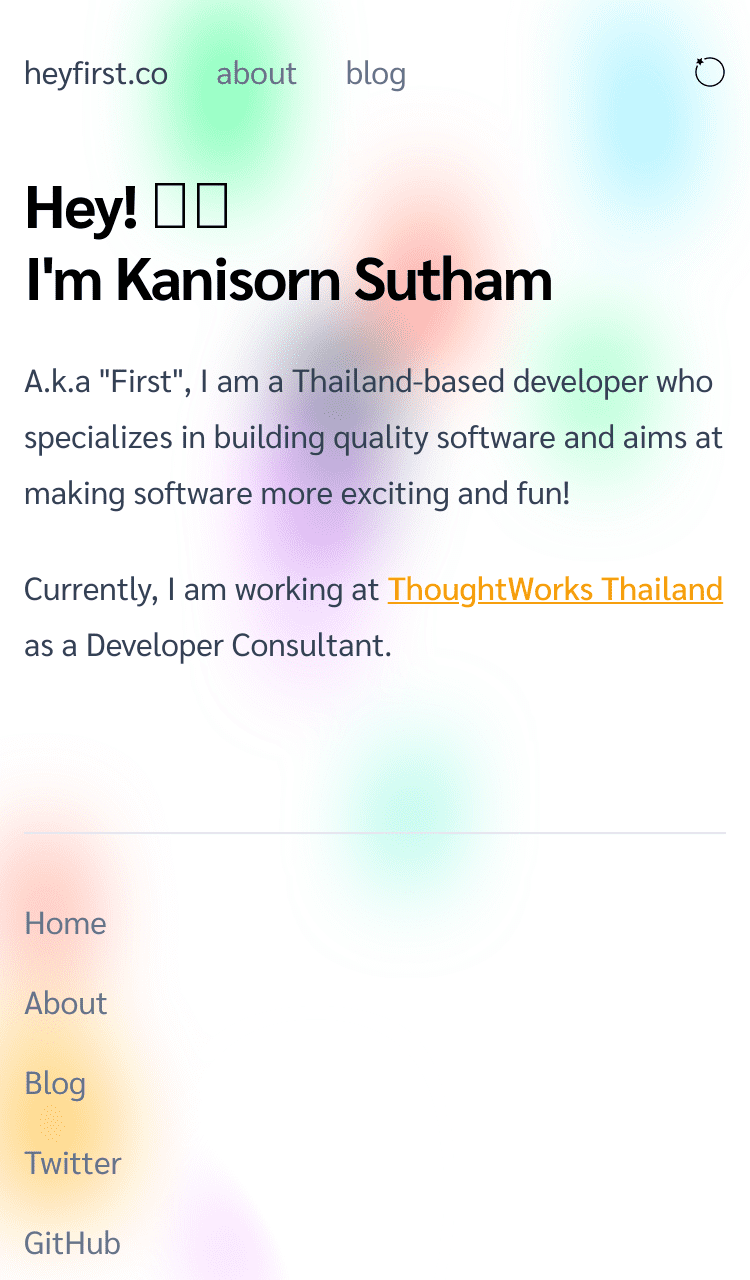 heyfirst.co about blog
Hey!
I'm Kanisorn Sutham
A.k.a "First", I am a Thailand-based developer who
specializes in building quality software and aims at
making software more exciting and fun!
Currently, I am working at ThoughtWorks Thailand
as a Developer Consultant.
Home
About
Blog
Twitter
GitHub